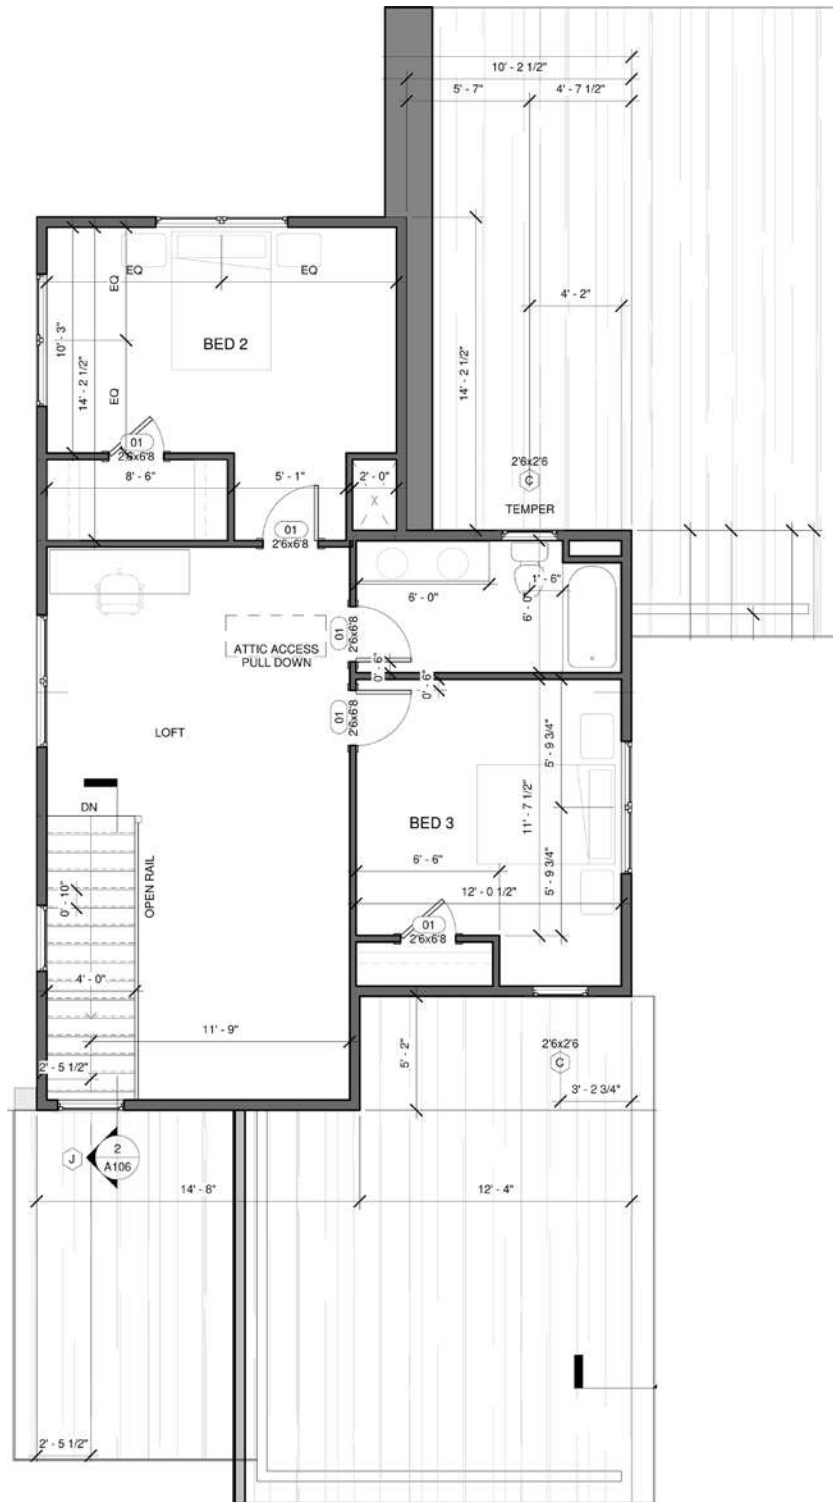 10' - 2 1/2"
5' - 7"
4' - 7 1/2"
EQ
EQ
EQ
4' - 2"
10' - 3"
BED 2
14' - 2 1/2"
14' - 2 1/2"
EQ
01
2'6x6'8
2'6x2'6
C
8' - 6"
5' - 1"
2' - 0"
TEMPER
01
2'6x6'8
1' - 6"
6' - 0"
6' - 0"
01
2'6x6'8
ATTIC ACCESS
PULL DOWN
0' - 6"
0' - 6"
01
2'6x6'8
LOFT
5' - 9 3/4"
DN
BED 3
11' - 7 1/2"
OPEN RAIL
6' - 6"
0' - 10"
12' - 0 1/2"
5' - 9 3/4"
01
2'6x6'8
4' - 0"
11' - 9"
2'6x2'6
C
2' - 5 1/2"
5' - 2"
3' - 2 3/4"
J
2
A106
14' - 8"
12' - 4"
2' - 5 1/2"